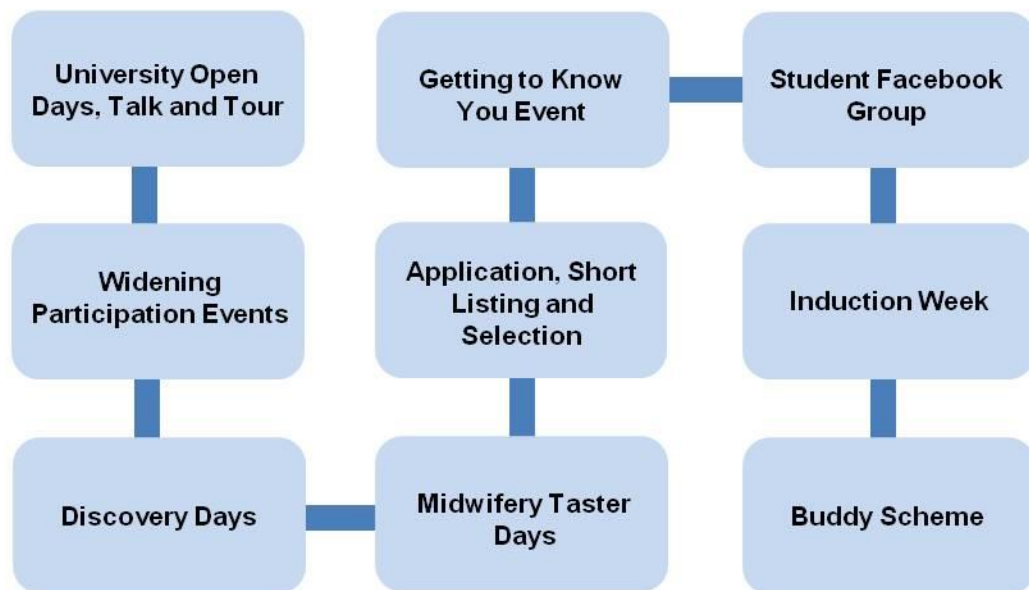 University Open
Days, Talk and Tour
Widening
Participation Events
Discovery Days
Midwifery Taster
Days
Application, Short
Listing and
Selection
Getting to Know
You Event
Student Facebook
Group
Induction Week
Buddy Scheme